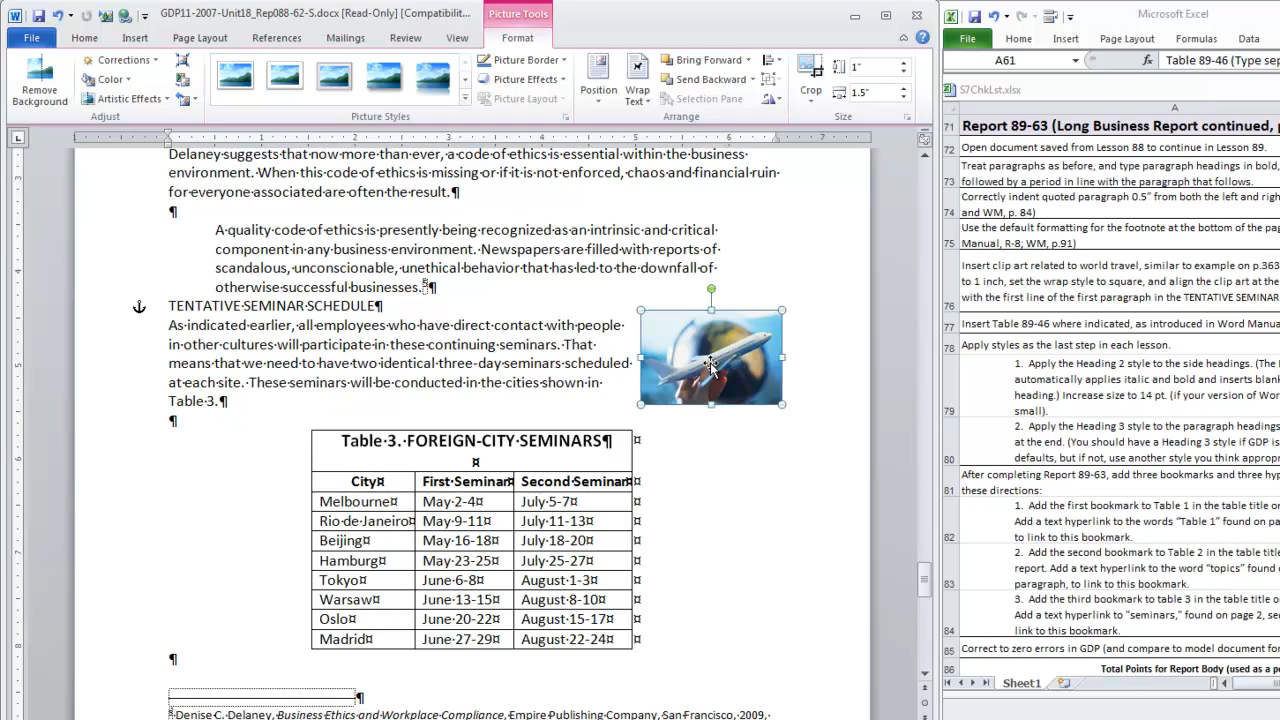 GDP11-2007-Unit18_Rep088-62-S.docx [Read-Only] [Compatibilit...
Picture Tools
Microsoft Excel
File Home Insert Page Layout References Mailings Review View Format
File Home Insert Page Layout Formulas Data
Remove Background
Corrections
Color
Artistic Effects
Adjust
Picture Styles
Picture Border
Picture Effects
Picture Layout
Position
Wrap Text
Bring Forward
Send Backward
Selection Pane
Arrange
Crop
1"
1.5"
Size
A61 fx Table 89-46 (Type sep
S7ChkLst.xlsx
A
Delaney·suggests·that·now·more·than·ever,·a·code·of·ethics·is·essential·within·the·business·
environment.·When·this·code·of·ethics·is·missing·or·if·it·is·not·enforced,·chaos·and·financial·ruin·
for·everyone·associated·are·often·the·result.¶
¶
A·quality·code·of·ethics·is·presently·being·recognized·as·an·intrinsic·and·critical·
component·in·any·business·environment.·Newspapers·are·filled·with·reports·of·
scandalous,·unconscionable,·unethical·behavior·that·has·led·to·the·downfall·of·
otherwise·successful·businesses.¶
TENTATIVE·SEMINAR·SCHEDULE¶
As·indicated·earlier,·all·employees·who·have·direct·contact·with·people·
in·other·cultures·will·participate·in·these·continuing·seminars.·That·
means·that·we·need·to·have·two·identical·three-day·seminars·scheduled·
at·each·site.·These·seminars·will·be·conducted·in·the·cities·shown·in·
Table·3.¶
¶
Table·3.·FOREIGN-CITY·SEMINARS¶
¤
City¤ First·Seminar¤ Second·Seminar¤ ¤
Melbourne¤ May·2-4¤ July·5-7¤ ¤
Rio·de·Janeiro¤ May·9-11¤ July·11-13¤ ¤
Beijing¤ May·16-18¤ July·18-20¤ ¤
Hamburg¤ May·23-25¤ July·25-27¤ ¤
Tokyo¤ June·6-8¤ August·1-3¤ ¤
Warsaw¤ June·13-15¤ August·8-10¤ ¤
Oslo¤ June·20-22¤ August·15-17¤ ¤
Madrid¤ June·27-29¤ August·22-24¤ ¤
¶
¶
8·Denise·C.·Delaney,·Business·Ethics·and·Workplace·Compliance,·Empire·Publishing·Company,·San·Francisco,·2009,·
71 Report 89-63 (Long Business Report continued,
72 Open document saved from Lesson 88 to continue in Lesson 89.
Treat paragraphs as before, and type paragraph headings in bold,
73 followed by a period in line with the paragraph that follows.
Correctly indent quoted paragraph 0.5" from both the left and righ
74 and WM, p. 84)
Use the default formatting for the footnote at the bottom of the pag
75 Manual, R-8; WM, p.91)
Insert clip art related to world travel, similar to example on p.363
to 1 inch, set the wrap style to square, and align the clip art
76 with the first line of the first paragraph in the TENTATIVE SEMINAR
77 Insert Table 89-46 where indicated, as introduced in Word Manua
78 Apply styles as the last step in each lesson.
1. Apply the Heading 2 style to the side headings. (The H
automatically applies italic and bold and inserts blank
heading.) Increase size to 14 pt. (if your version of Wor
79 small).
2. Apply the Heading 3 style to the paragraph headings
at the end. (You should have a Heading 3 style if GDP is
80 defaults, but if not, use another style you think appropri
After completing Report 89-63, add three bookmarks and three hyp
81 these directions:
1. Add the first bookmark to Table 1 in the table title or
Add a text hyperlink to the words "Table 1" found on pa
82 to link to this bookmark.
2. Add the second bookmark to Table 2 in the table title
report. Add a text hyperlink to the word "topics" found
83 paragraph, to link to this bookmark.
3. Add the third bookmark to table 3 in the table title or
Add a text hyperlink to "seminars," found on page 2, se
84 link to this bookmark.
85 Correct to zero errors in GDP (and compare to model document for
86 Total Points for Report Body (used as a p
Sheet1